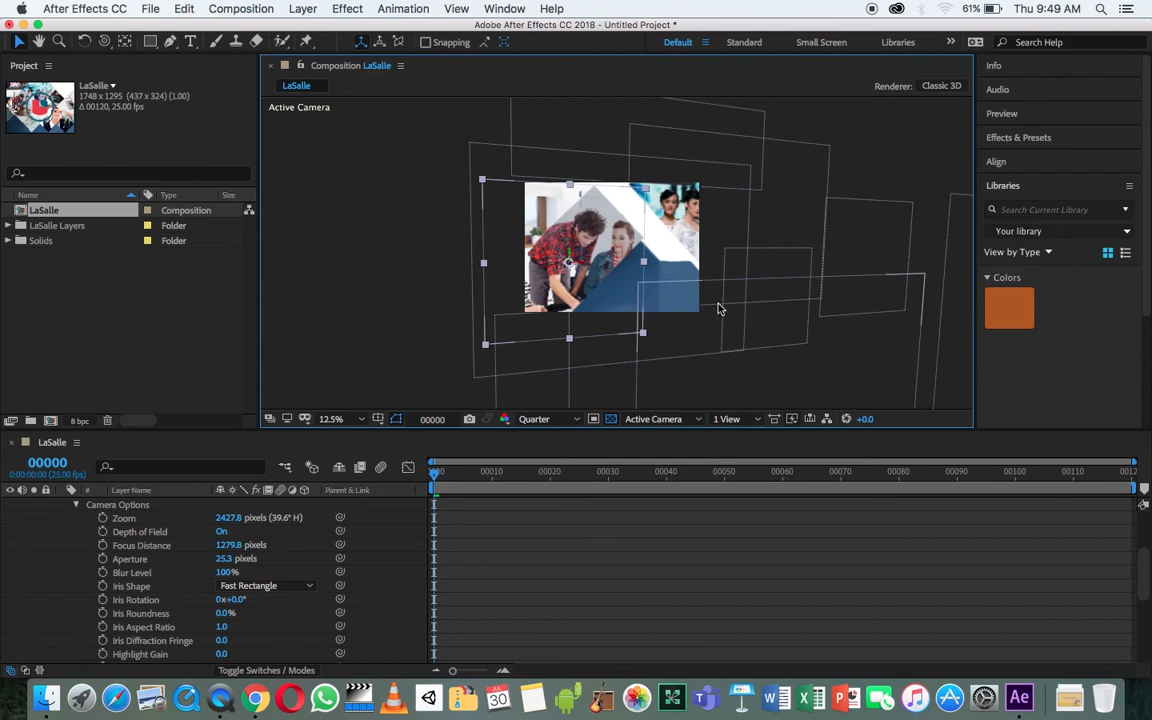 After Effects CC File Edit Composition Layer Effect Animation View Window Help 61% Thu 9:49 AM
Adobe After Effects CC 2018 - Untitled Project *
Snapping Default Standard Small Screen Libraries Search Help
Project
LaSalle
1748 x 1295 (437 x 324) (1.00)
Δ 00120, 25.00 fps
Name Type Size
LaSalle Composition
LaSalle Layers Folder
Solids Folder
8 bpc
Composition LaSalle
LaSalle
Renderer: Classic 3D
Active Camera
12.5% 00000 Quarter Active Camera 1 View +0.0
Info
Audio
Preview
Effects & Presets
Align
Libraries
Search Current Library
Your library
View by Type
Colors
LaSalle
00000
0:00:00:00 (25.00 fps)
00010 00020 00030 00040 00050 00060 00070 00080 00090 00100 00110 0012
# Layer Name fx Parent & Link
Camera Options
Zoom 2427.8 pixels (39.6° H)
Depth of Field On
Focus Distance 1279.8 pixels
Aperture 25.3 pixels
Blur Level 100%
Iris Shape Fast Rectangle
Iris Rotation 0x+0.0°
Iris Roundness 0.0%
Iris Aspect Ratio 1.0
Iris Diffraction Fringe 0.0
Highlight Gain 0.0
Toggle Switches / Modes
30
Ae